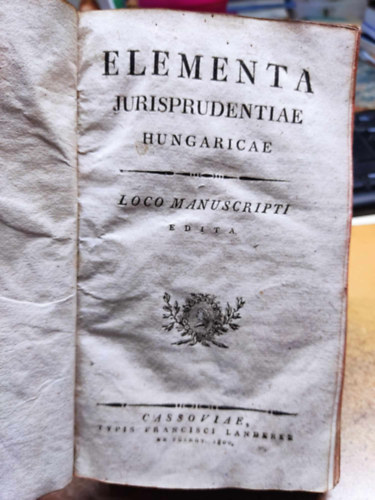 ELEMENTA
JURISPRUDENTIAE
HUNGARICAE
LOCO MANUSCRIPTI
EDITA
CASSOVIAE,
TYPIS FRANCISCI LANDERER